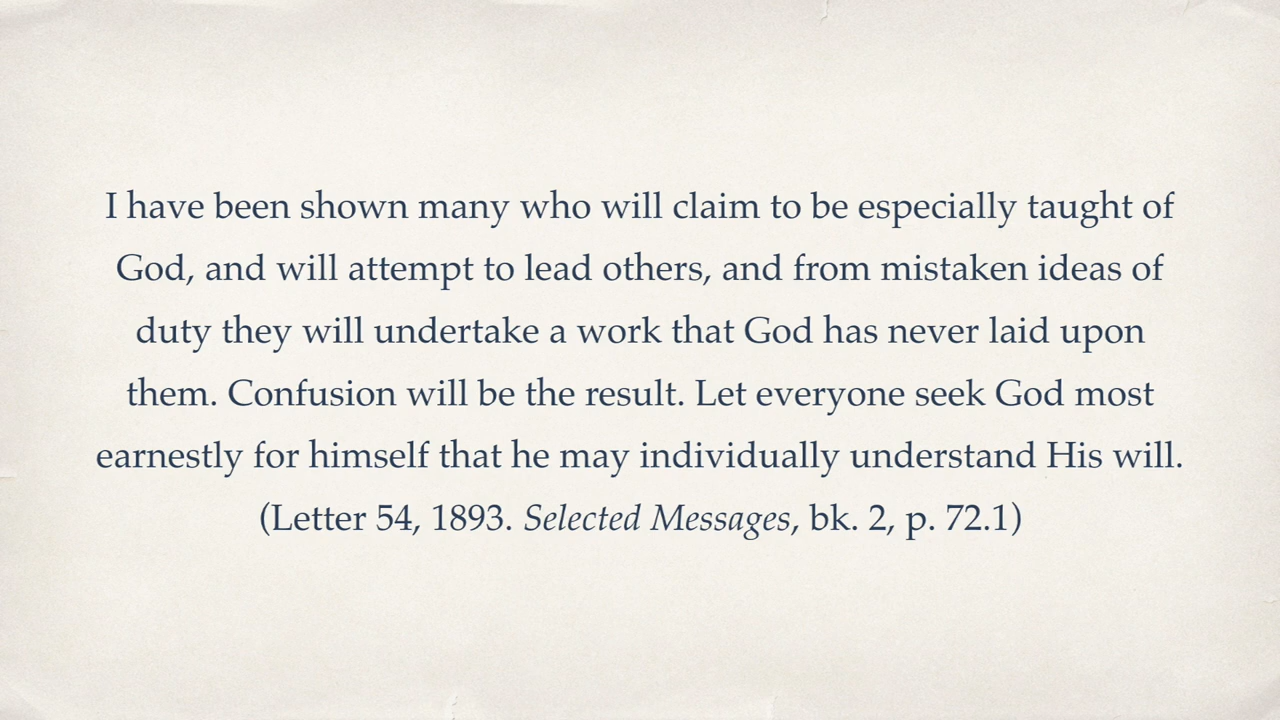 I have been shown many who will claim to be especially taught of
God, and will attempt to lead others, and from mistaken ideas of
duty they will undertake a work that God has never laid upon
them. Confusion will be the result. Let everyone seek God most
earnestly for himself that he may individually understand His will.
(Letter 54, 1893. Selected Messages, bk. 2, p. 72.1)